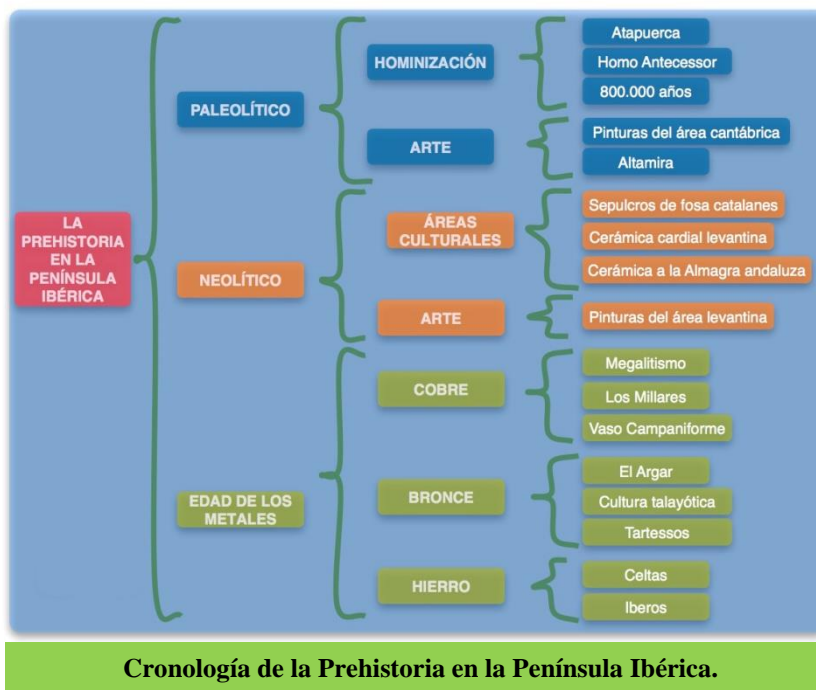 LA
PREHISTORIA
EN LA
PENÍNSULA
IBÉRICA
PALEOLÍTICO
HOMINIZACIÓN
Atapuerca
Homo Antecessor
800.000 años
ARTE
Pinturas del área cantábrica
Altamira
NEOLÍTICO
ÁREAS
CULTURALES
Sepulcros de fosa catalanes
Cerámica cardial levantina
Cerámica a la Almagra andaluza
ARTE
Pinturas del área levantina
EDAD DE LOS
METALES
COBRE
Megalitismo
Los Millares
Vaso Campaniforme
BRONCE
El Argar
Cultura talayótica
Tartessos
HIERRO
Celtas
Iberos
Cronología de la Prehistoria en la Península Ibérica.